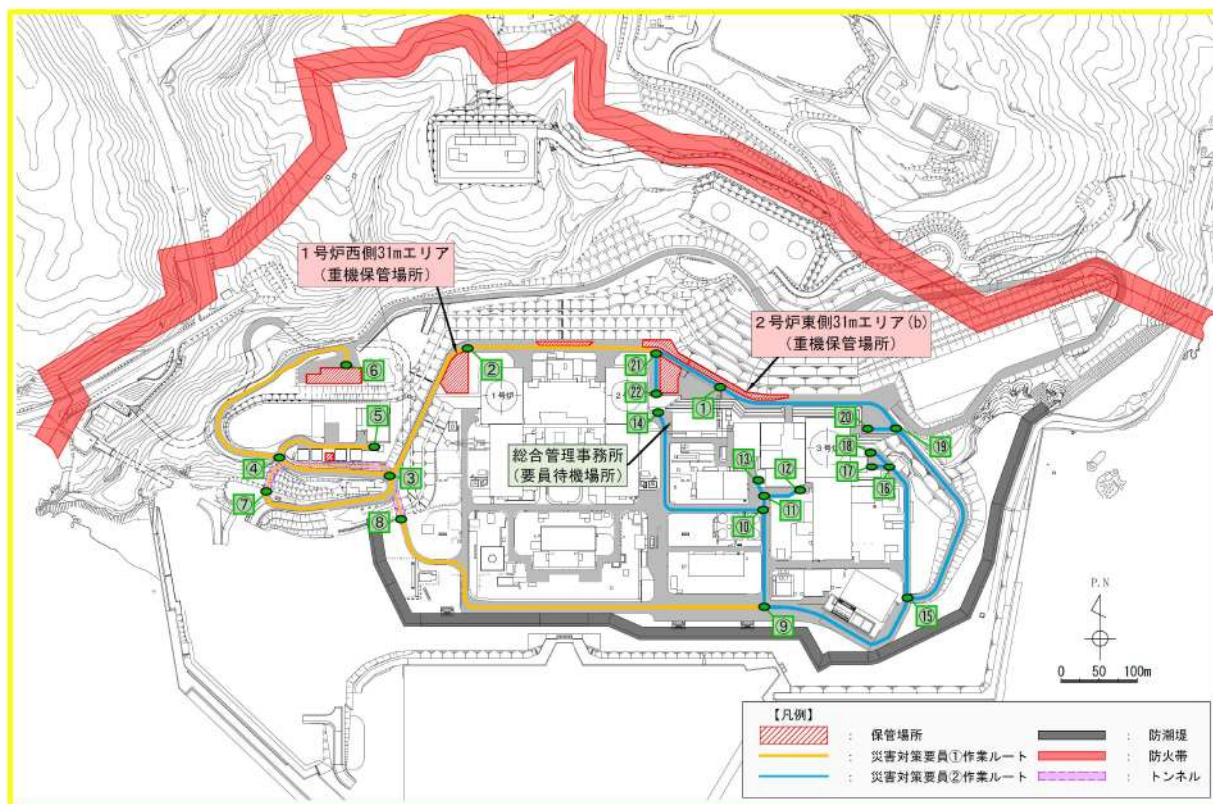 1号炉西側31mエリア
(重機保管場所)
2号炉東側31mエリア(b)
(重機保管場所)
⑥
②
㉑
1号炉
2
㉒
①
⑭
⑳
⑲
⑤
総合管理事務所
(要員待機場所)
3号炉
⑱
④
⑬
⑫
⑰
⑯
③
⑦
⑪
⑧
⑩
⑨
⑮
P.N
0 50 100m
【凡例】
: 保管場所
: 災害対策要員①作業ルート
: 災害対策要員②作業ルート
: 防潮堤
: 防火帯
: トンネル